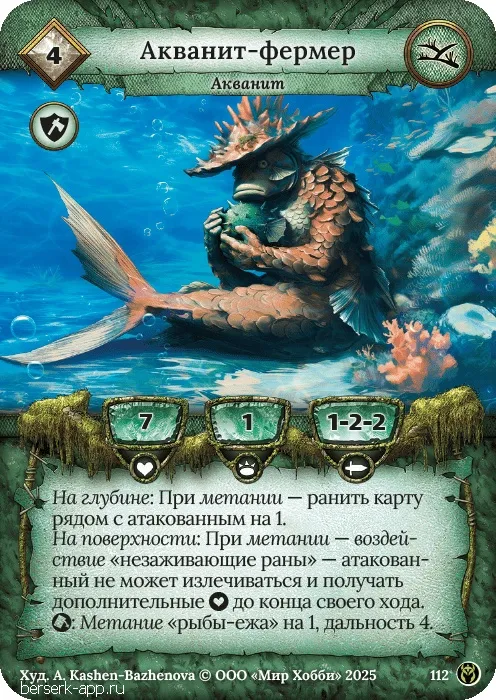 4
Акванит-фермер
Акванит
7
1
1-2-2
На глубине: При метании — ранить карту
рядом с атакованным на 1.
На поверхности: При метании — воздей-
ствие «незаживающие раны» — атакован-
ный не может излечиваться и получать
дополнительные до конца своего хода.
: Метание «рыбы-ежа» на 1, дальность 4.
Худ. А. Kashen-Bazhenova © ООО «Мир Хобби» 2025
112
berserk-app.ru